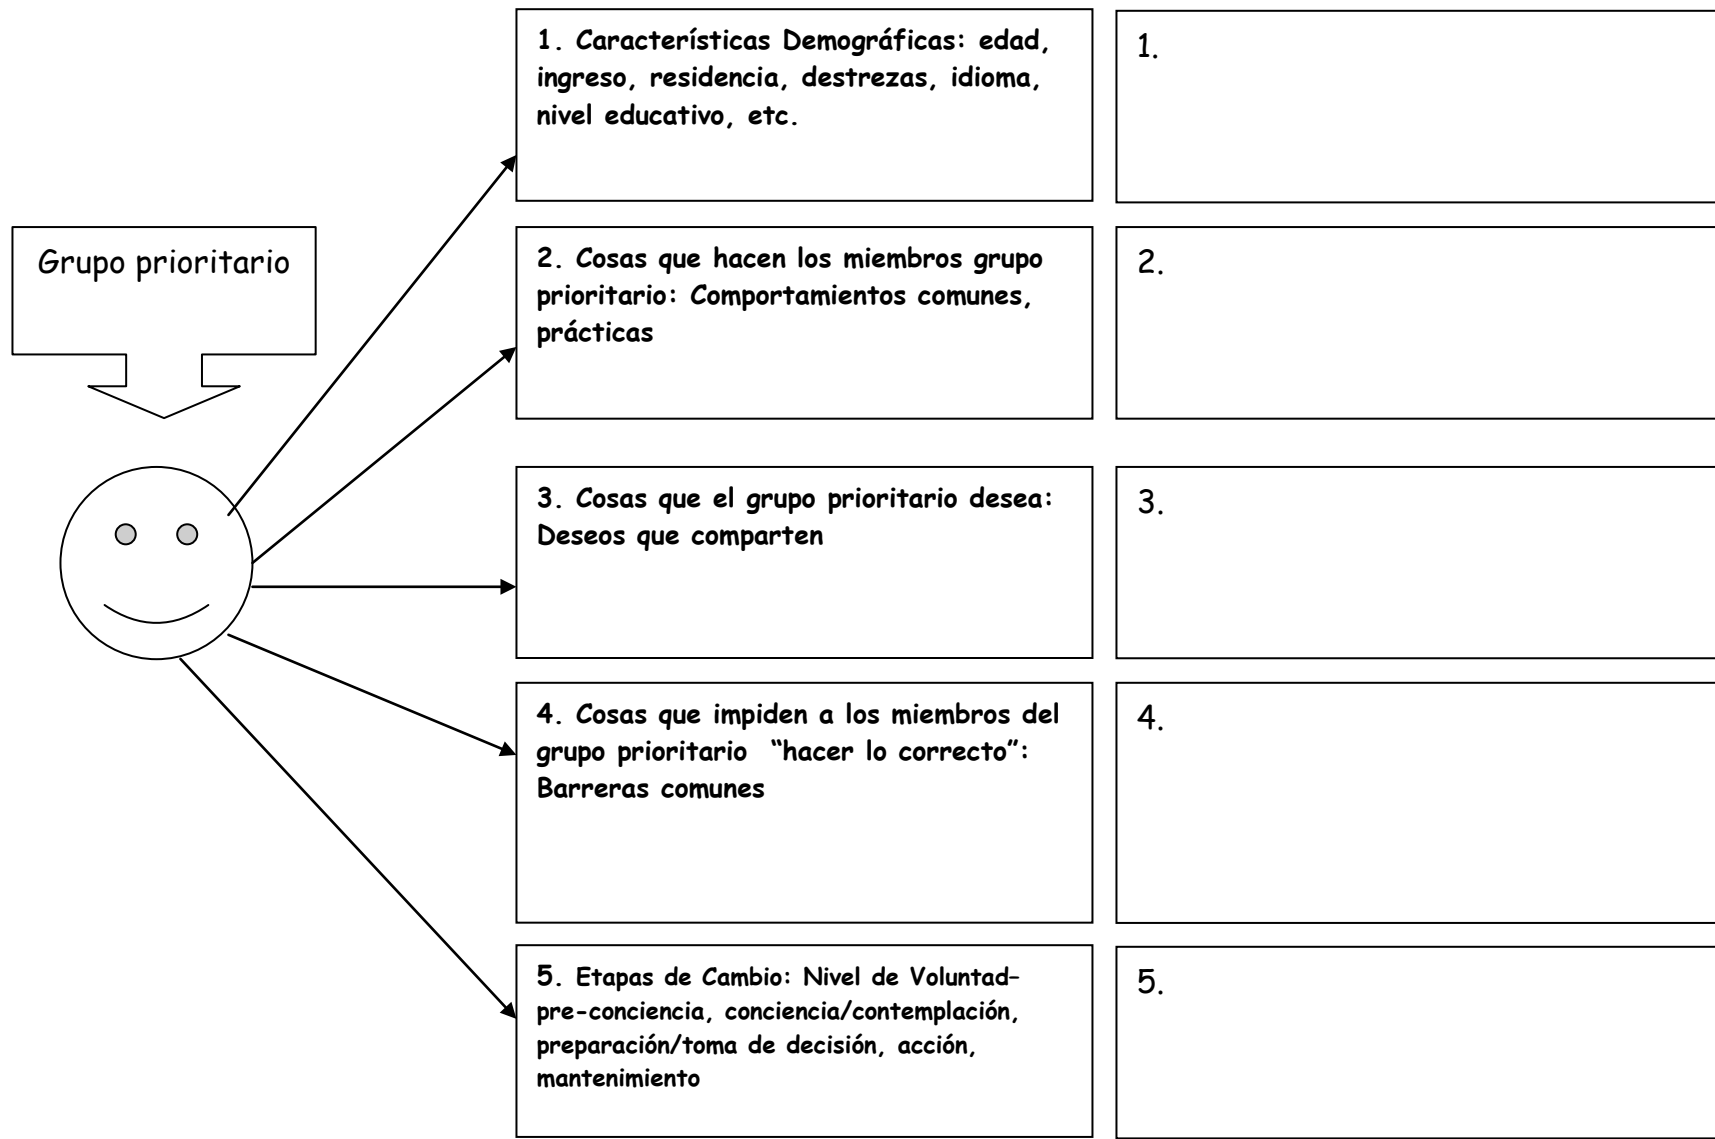 Grupo prioritario
1. Características Demográficas: edad,
ingreso, residencia, destrezas, idioma,
nivel educativo, etc.
1.
2. Cosas que hacen los miembros grupo
prioritario: Comportamientos comunes,
prácticas
2.
3. Cosas que el grupo prioritario desea:
Deseos que comparten
3.
4. Cosas que impiden a los miembros del
grupo prioritario “hacer lo correcto”:
Barreras comunes
4.
5. Etapas de Cambio: Nivel de Voluntad–
pre-conciencia, conciencia/contemplación,
preparación/toma de decisión, acción,
mantenimiento
5.